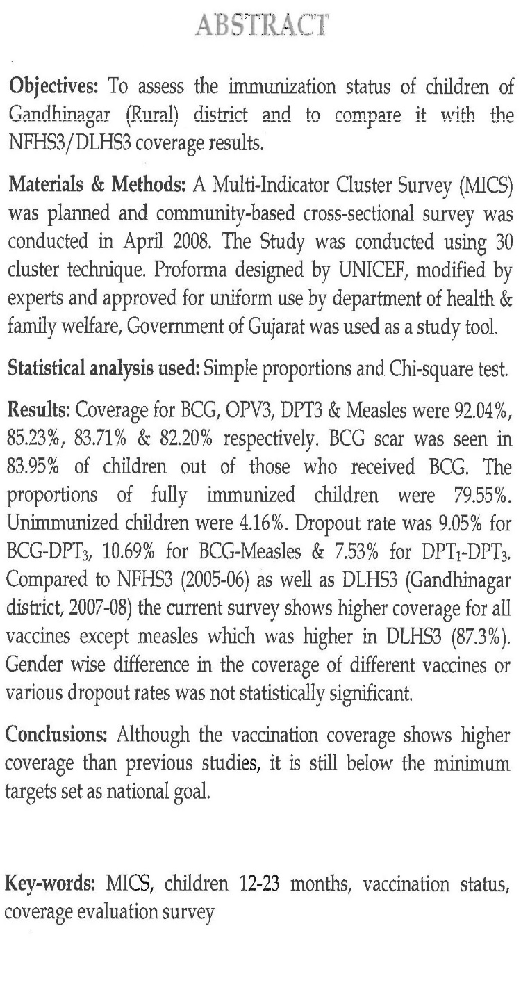 ABSTRACT
Objectives: To assess the immunization status of children of
Gandhinagar (Rural) district and to compare it with the
NFHS3/DLHS3 coverage results.
Materials & Methods: A Multi-Indicator Cluster Survey (MICS)
was planned and community-based cross-sectional survey was
conducted in April 2008. The Study was conducted using 30
cluster technique. Proforma designed by UNICEF, modified by
experts and approved for uniform use by department of health &
family welfare, Government of Gujarat was used as a study tool.
Statistical analysis used: Simple proportions and Chi-square test.
Results: Coverage for BCG, OPV3, DPT3 & Measles were 92.04%,
85.23%, 83.71% & 82.20% respectively. BCG scar was seen in
83.95% of children out of those who received BCG. The
proportions of fully immunized children were 79.55%.
Unimmunized children were 4.16%. Dropout rate was 9.05% for
BCG-DPT₃, 10.69% for BCG-Measles & 7.53% for DPT₁-DPT₃.
Compared to NFHS3 (2005-06) as well as DLHS3 (Gandhinagar
district, 2007-08) the current survey shows higher coverage for all
vaccines except measles which was higher in DLHS3 (87.3%).
Gender wise difference in the coverage of different vaccines or
various dropout rates was not statistically significant.
Conclusions: Although the vaccination coverage shows higher
coverage than previous studies, it is still below the minimum
targets set as national goal.
Key-words: MICS, children 12-23 months, vaccination status,
coverage evaluation survey